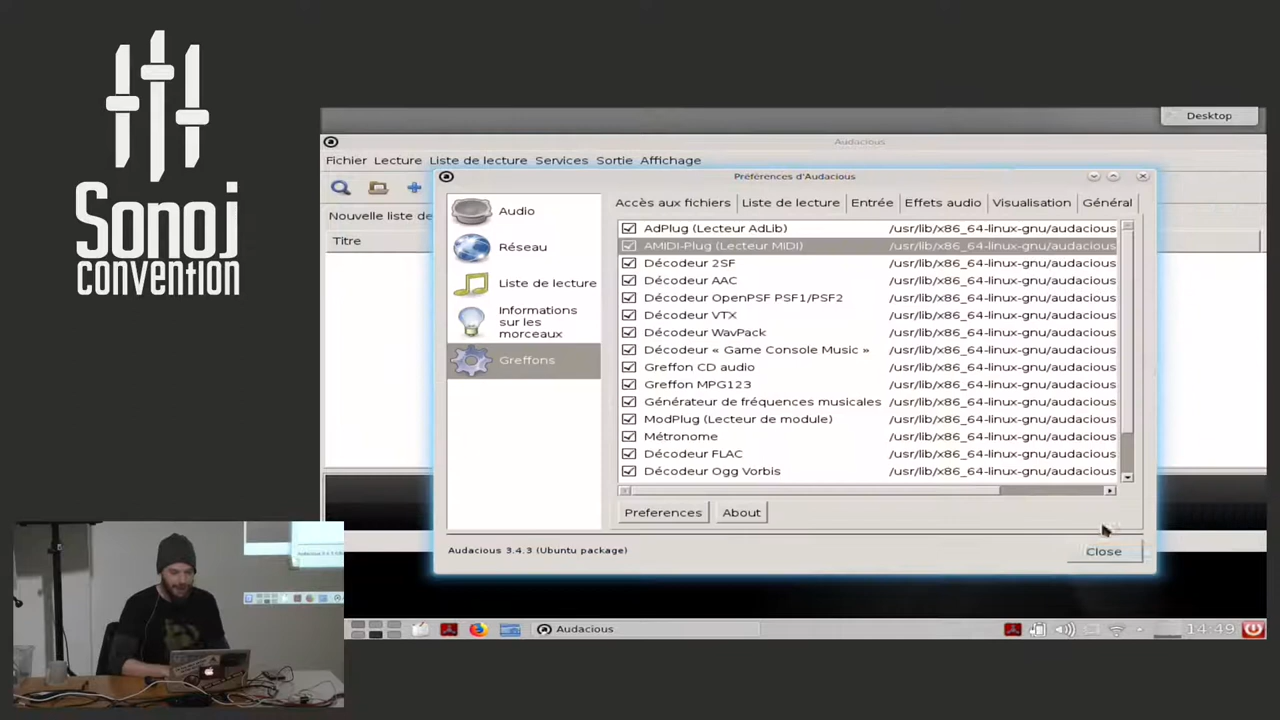 Sonoj
convention
Desktop
Audacious
Fichier Lecture Liste de lecture Services Sortie Affichage
Nouvelle liste de
Titre
Préférences d'Audacious
Audio
Réseau
Liste de lecture
Informations
sur les
morceaux
Greffons
Accès aux fichiers Liste de lecture Entrée Effets audio Visualisation Général
AdPlug (Lecteur AdLib) /usr/lib/x86_64-linux-gnu/audacious
AMIDI-Plug (Lecteur MIDI) /usr/lib/x86_64-linux-gnu/audacious
Décodeur 2SF /usr/lib/x86_64-linux-gnu/audacious
Décodeur AAC /usr/lib/x86_64-linux-gnu/audacious
Décodeur OpenPSF PSF1/PSF2 /usr/lib/x86_64-linux-gnu/audacious
Décodeur VTX /usr/lib/x86_64-linux-gnu/audacious
Décodeur WavPack /usr/lib/x86_64-linux-gnu/audacious
Décodeur « Game Console Music » /usr/lib/x86_64-linux-gnu/audacious
Greffon CD audio /usr/lib/x86_64-linux-gnu/audacious
Greffon MPG123 /usr/lib/x86_64-linux-gnu/audacious
Générateur de fréquences musicales /usr/lib/x86_64-linux-gnu/audacious
ModPlug (Lecteur de module) /usr/lib/x86_64-linux-gnu/audacious
Métronome /usr/lib/x86_64-linux-gnu/audacious
Décodeur FLAC /usr/lib/x86_64-linux-gnu/audacious
Décodeur Ogg Vorbis /usr/lib/x86_64-linux-gnu/audacious
Preferences About
Audacious 3.4.3 (Ubuntu package)
Close
Audacious
14:49